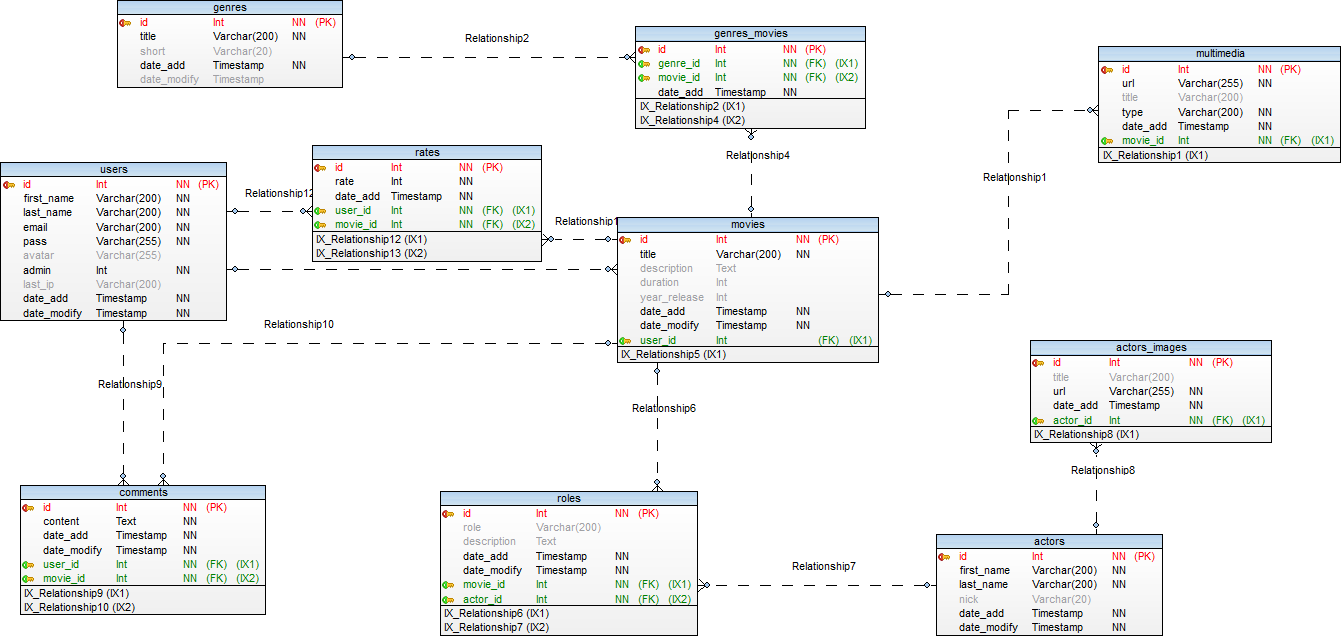 genres
id Int NN (PK)
title Varchar(200) NN
short Varchar(20)
date_add Timestamp NN
date_modify Timestamp
Relationship2
genres_movies
id Int NN (PK)
genre_id Int NN (FK) (IX1)
movie_id Int NN (FK) (IX2)
date_add Timestamp NN
IX_Relationship2 (IX1)
IX_Relationship4 (IX2)
multimedia
id Int NN (PK)
url Varchar(255) NN
title Varchar(200)
type Varchar(200) NN
date_add Timestamp NN
movie_id Int NN (FK) (IX1)
IX_Relationship1 (IX1)
Relationship4
Relationship1
users
id Int NN (PK)
first_name Varchar(200) NN
last_name Varchar(200) NN
email Varchar(200) NN
pass Varchar(255) NN
avatar Varchar(255)
admin Int NN
last_ip Varchar(200)
date_add Timestamp NN
date_modify Timestamp NN
Relationship12
rates
id Int NN (PK)
rate Int NN
date_add Timestamp NN
user_id Int NN (FK) (IX1)
movie_id Int NN (FK) (IX2)
IX_Relationship12 (IX1)
IX_Relationship13 (IX2)
Relationship1
movies
id Int NN (PK)
title Varchar(200) NN
description Text
duration Int
year_release Int
date_add Timestamp NN
date_modify Timestamp NN
user_id Int (FK) (IX1)
IX_Relationship5 (IX1)
Relationship10
Relationship9
Relationship6
actors_images
id Int NN (PK)
title Varchar(200)
url Varchar(255) NN
date_add Timestamp NN
actor_id Int NN (FK) (IX1)
IX_Relationship8 (IX1)
Relationship8
comments
id Int NN (PK)
content Text NN
date_add Timestamp NN
date_modify Timestamp NN
user_id Int NN (FK) (IX1)
movie_id Int NN (FK) (IX2)
IX_Relationship9 (IX1)
IX_Relationship10 (IX2)
roles
id Int NN (PK)
role Varchar(200)
description Text
date_add Timestamp NN
date_modify Timestamp NN
movie_id Int NN (FK) (IX1)
actor_id Int NN (FK) (IX2)
IX_Relationship6 (IX1)
IX_Relationship7 (IX2)
Relationship7
actors
id Int NN (PK)
first_name Varchar(200) NN
last_name Varchar(200) NN
nick Varchar(20)
date_add Timestamp NN
date_modify Timestamp NN